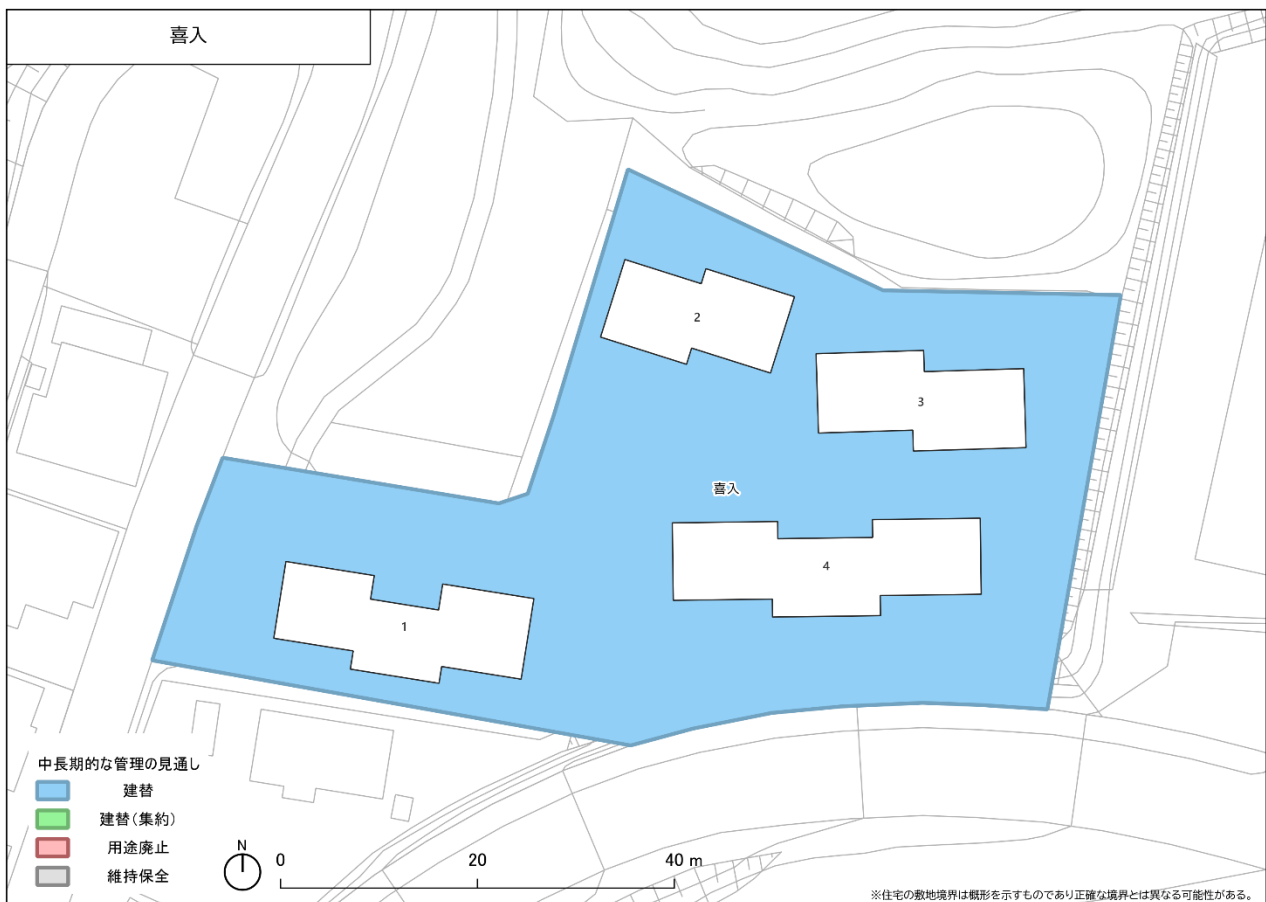 喜入
2
3
喜入
4
1
中長期的な管理の見通し
建替
建替(集約)
用途廃止
維持保全
N
0 20 40 m
※住宅の敷地境界は概形を示すものであり正確な境界とは異なる可能性がある。